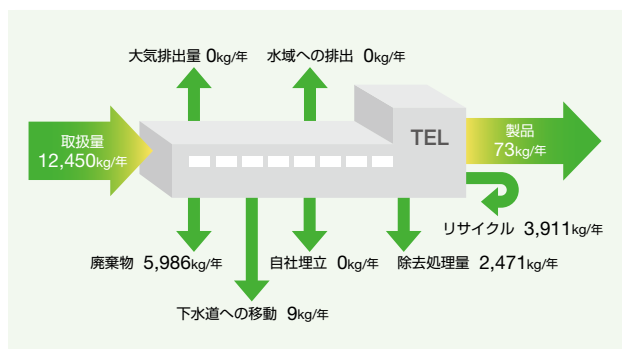 大気排出量 0kg/年 水域への排出 0kg/年
取扱量
12,450kg/年
TEL
製品
73kg/年
リサイクル 3,911kg/年
廃棄物 5,986kg/年 自社埋立 0kg/年 除去処理量 2,471kg/年
下水道への移動 9kg/年